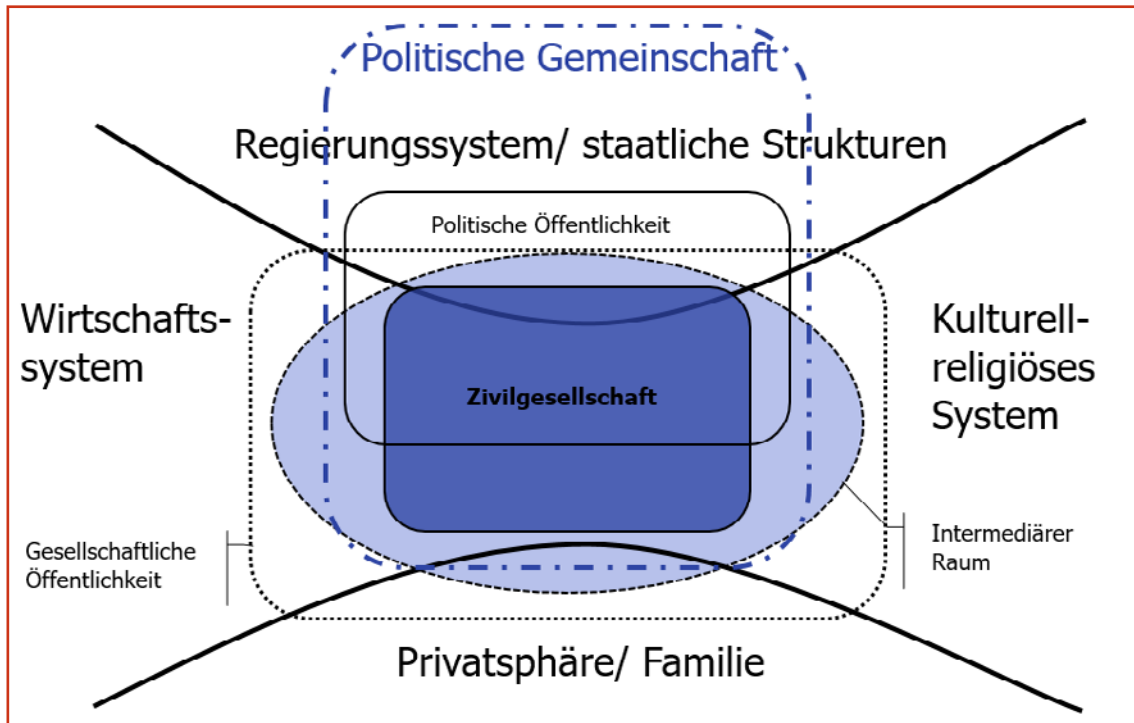 Politische Gemeinschaft
Regierungssystem/ staatliche Strukturen
Politische Öffentlichkeit
Wirtschafts-
system
Kulturell-
religiöses
System
Zivilgesellschaft
Gesellschaftliche
Öffentlichkeit
Intermediärer
Raum
Privatsphäre/ Familie